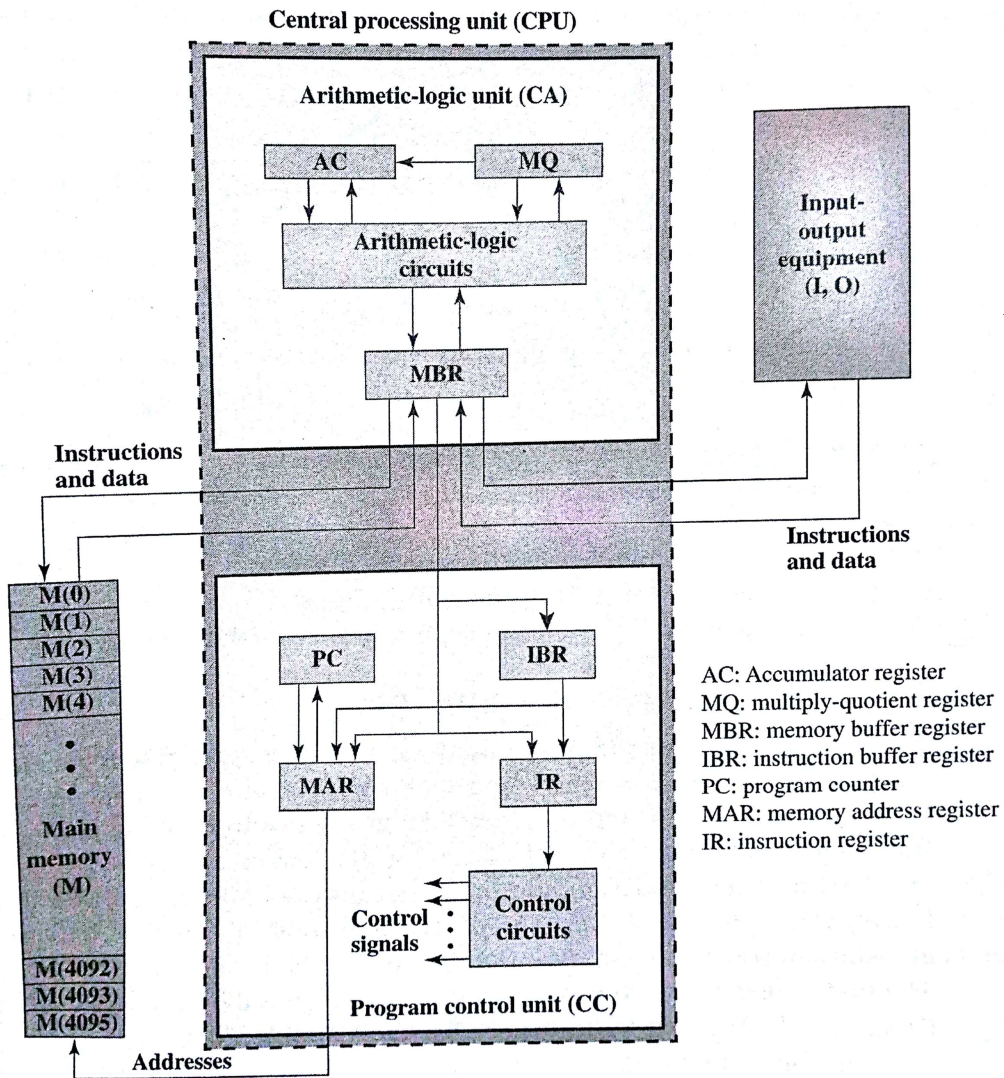 Central processing unit (CPU)
Arithmetic-logic unit (CA)
AC
MQ
Arithmetic-logic
circuits
MBR
Input-
output
equipment
(I, O)
Instructions
and data
Instructions
and data
M(0)
M(1)
M(2)
M(3)
M(4)
Main
memory
(M)
M(4092)
M(4093)
M(4095)
PC
IBR
MAR
IR
Control
signals
Control
circuits
Program control unit (CC)
Addresses
AC: Accumulator register
MQ: multiply-quotient register
MBR: memory buffer register
IBR: instruction buffer register
PC: program counter
MAR: memory address register
IR: insruction register